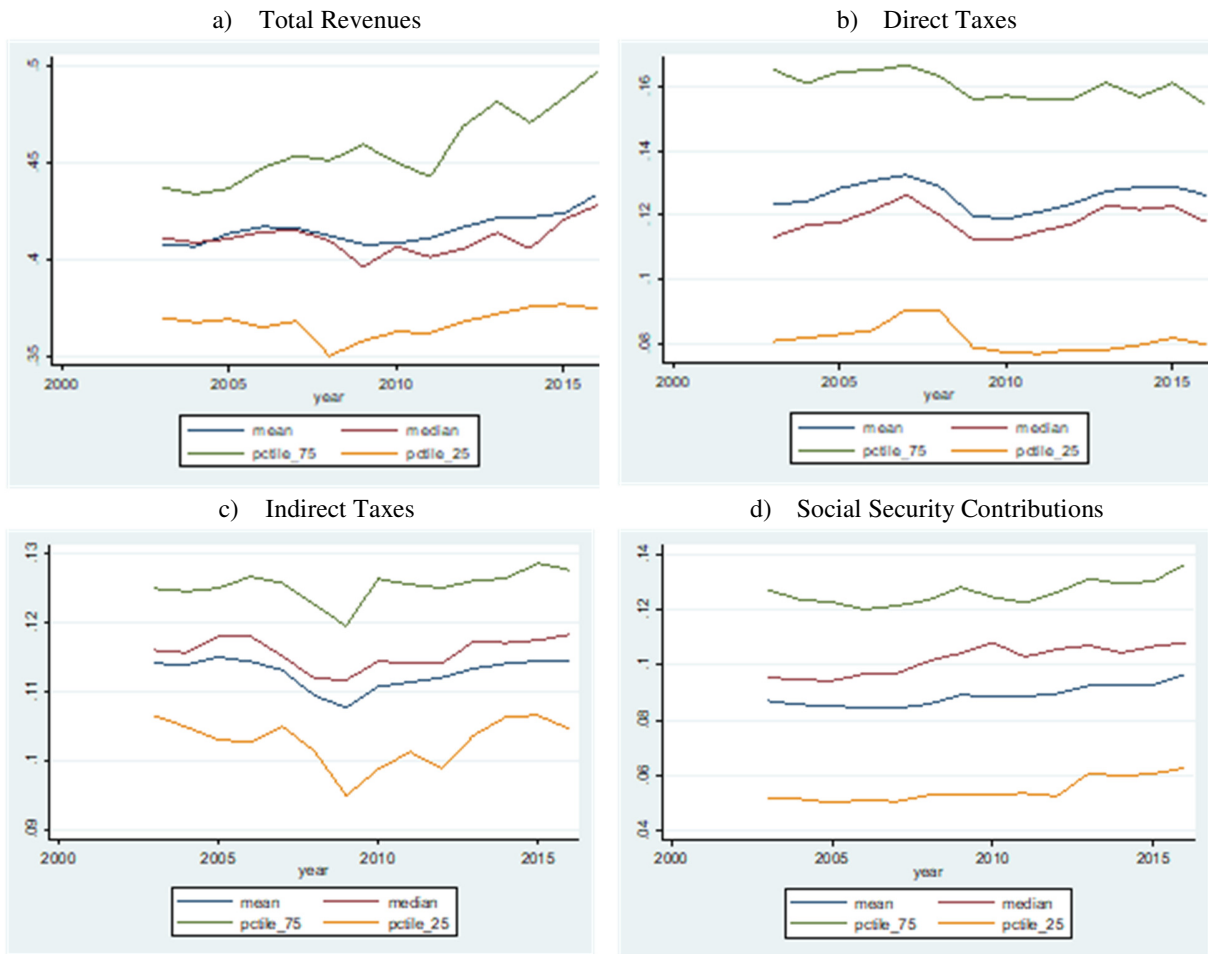 a) Total Revenues
.5
.45
.4
.35
2000 2005 2010 2015
year
mean median
pctile_75 pctile_25
b) Direct Taxes
.16
.14
.12
.1
.08
2000 2005 2010 2015
year
mean median
pctile_75 pctile_25
c) Indirect Taxes
.13
.12
.11
.1
.09
2000 2005 2010 2015
year
mean median
pctile_75 pctile_25
d) Social Security Contributions
.14
.12
.1
.08
.06
.04
2000 2005 2010 2015
year
mean median
pctile_75 pctile_25